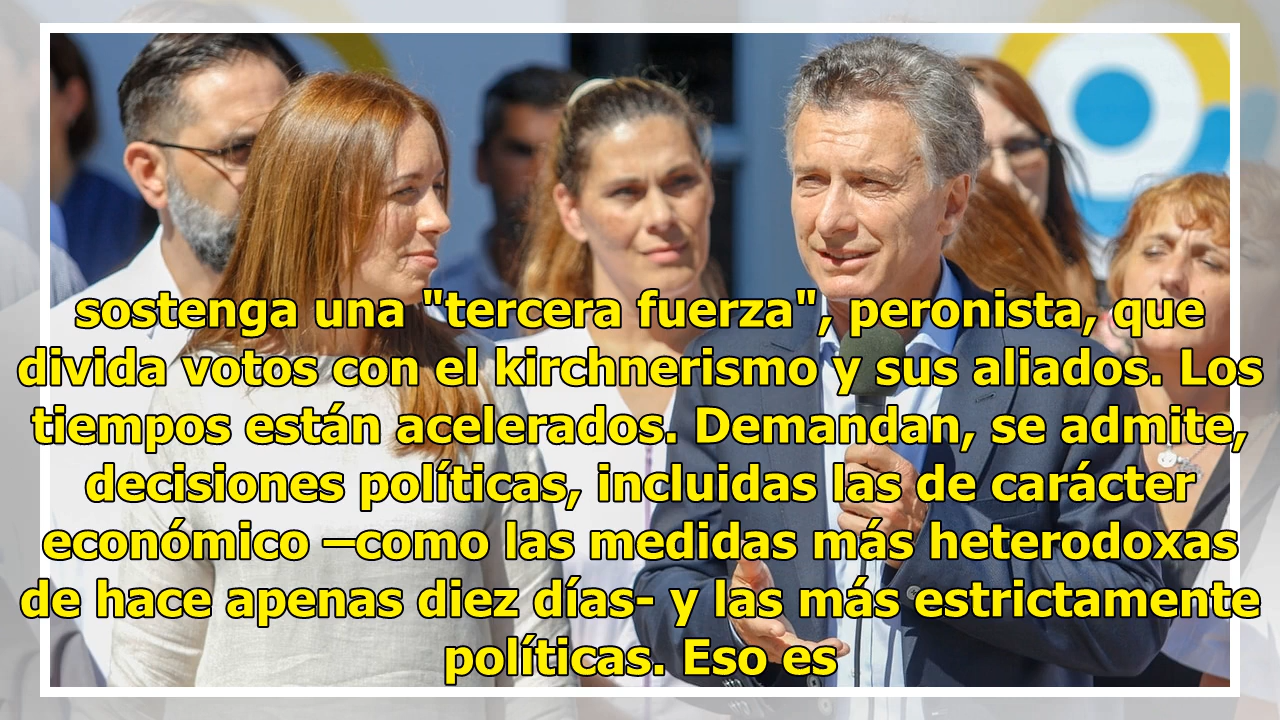 sostenga una "tercera fuerza", peronista, que
divida votos con el kirchnerismo y sus aliados. Los
tiempos están acelerados. Demandan, se admite,
decisiones políticas, incluidas las de carácter
económico –como las medidas más heterodoxas
de hace apenas diez días- y las más estrictamente
políticas. Eso es